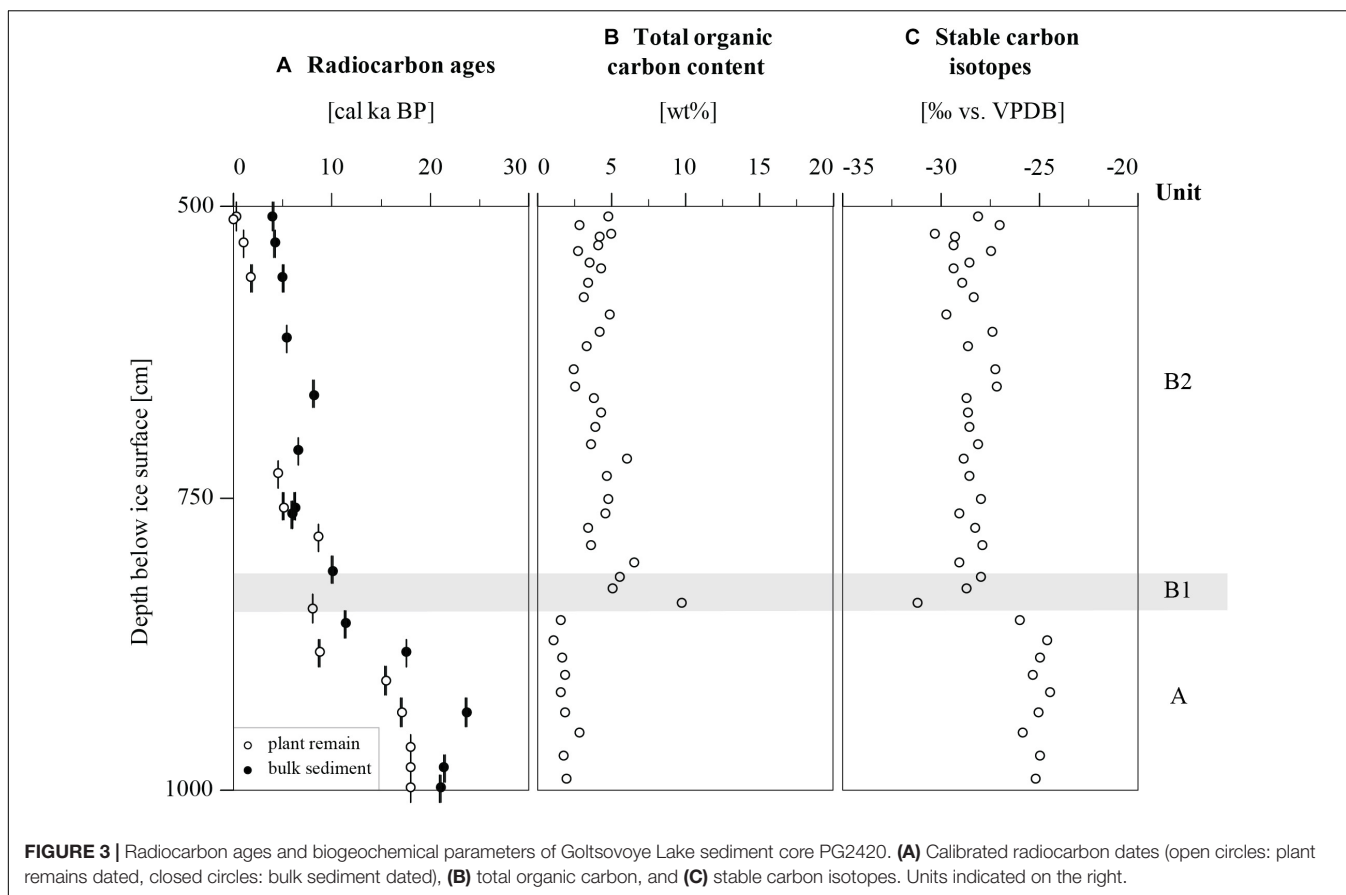 A Radiocarbon ages
[cal ka BP]
B Total organic
carbon content
[wt%]
C Stable carbon
isotopes
[‰ vs. VPDB]
0 10 20 30 0 5 10 15 20 -35 -30 -25 -20
Unit
500
750
1000
Depth below ice surface [cm]
B2
B1
A
plant remain
bulk sediment
FIGURE 3 | Radiocarbon ages and biogeochemical parameters of Goltsovoye Lake sediment core PG2420. (A) Calibrated radiocarbon dates (open circles: plant
remains dated, closed circles: bulk sediment dated), (B) total organic carbon, and (C) stable carbon isotopes. Units indicated on the right.